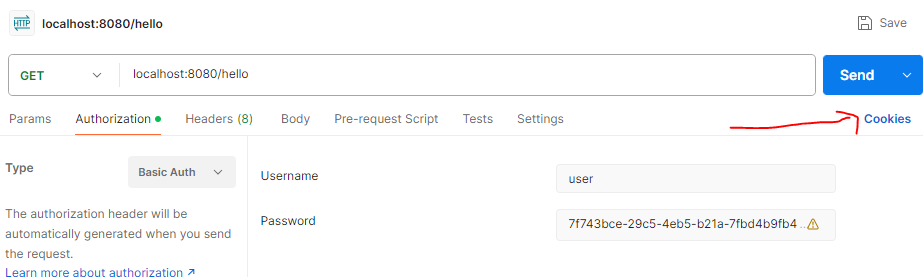 HTTP localhost:8080/hello Save
GET localhost:8080/hello Send
Params Authorization Headers (8) Body Pre-request Script Tests Settings Cookies
Type Basic Auth
Username user
The authorization header will be
automatically generated when you send
the request.
Learn more about authorization ↗
Password 7f743bce-29c5-4eb5-b21a-7fbd4b9fb4 ...